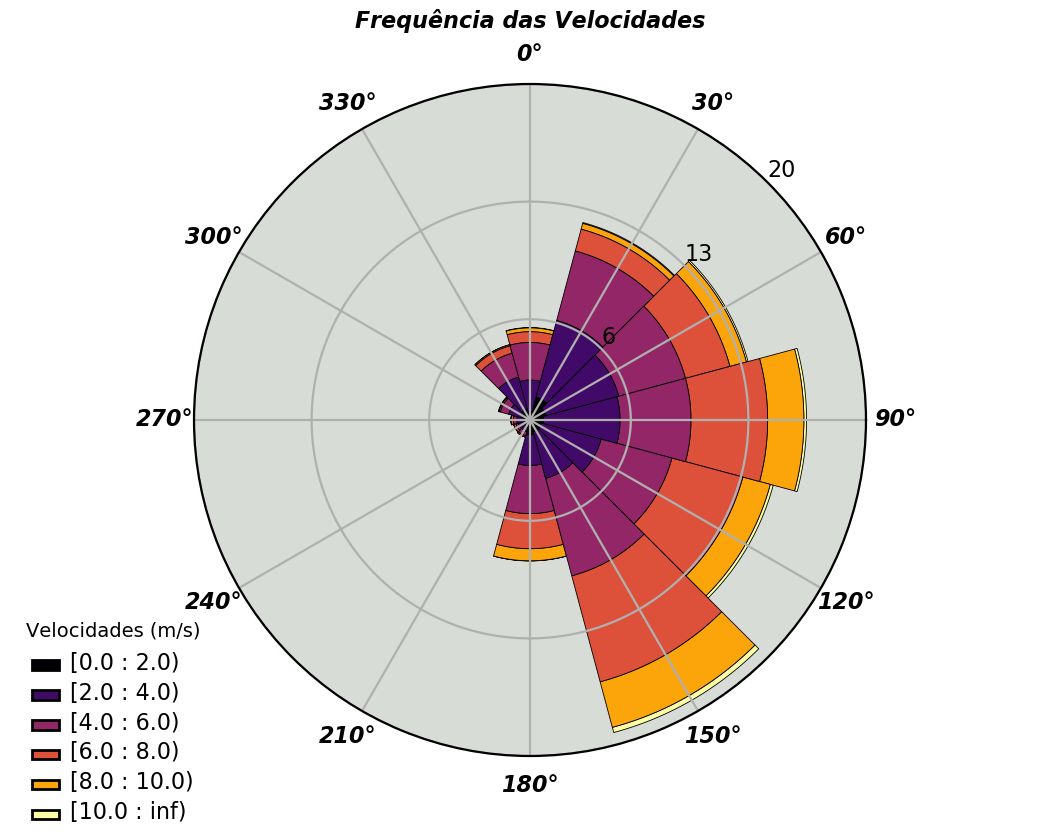 Frequência das Velocidades
0°
330°
30°
20
300°
60°
13
6
270°
90°
240°
120°
210°
150°
180°
Velocidades (m/s)
[0.0 : 2.0)
[2.0 : 4.0)
[4.0 : 6.0)
[6.0 : 8.0)
[8.0 : 10.0)
[10.0 : inf)